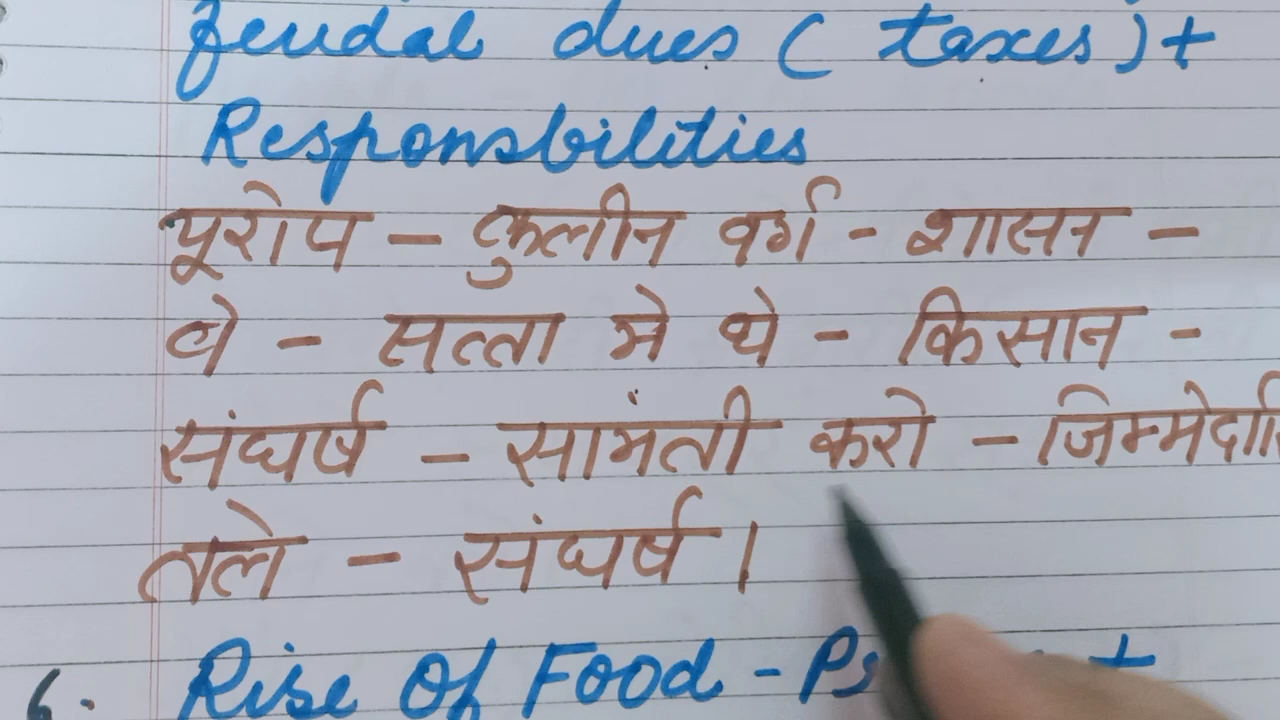 feudal dues ( taxes ) +
Responsbilities
यूरोप – कुलीन वर्ग - शासन –
वे – सत्ता मे थे – किसान -
संघर्ष – सामंती करो – 
तले – संघर्ष ।
6. Rise Of Food -